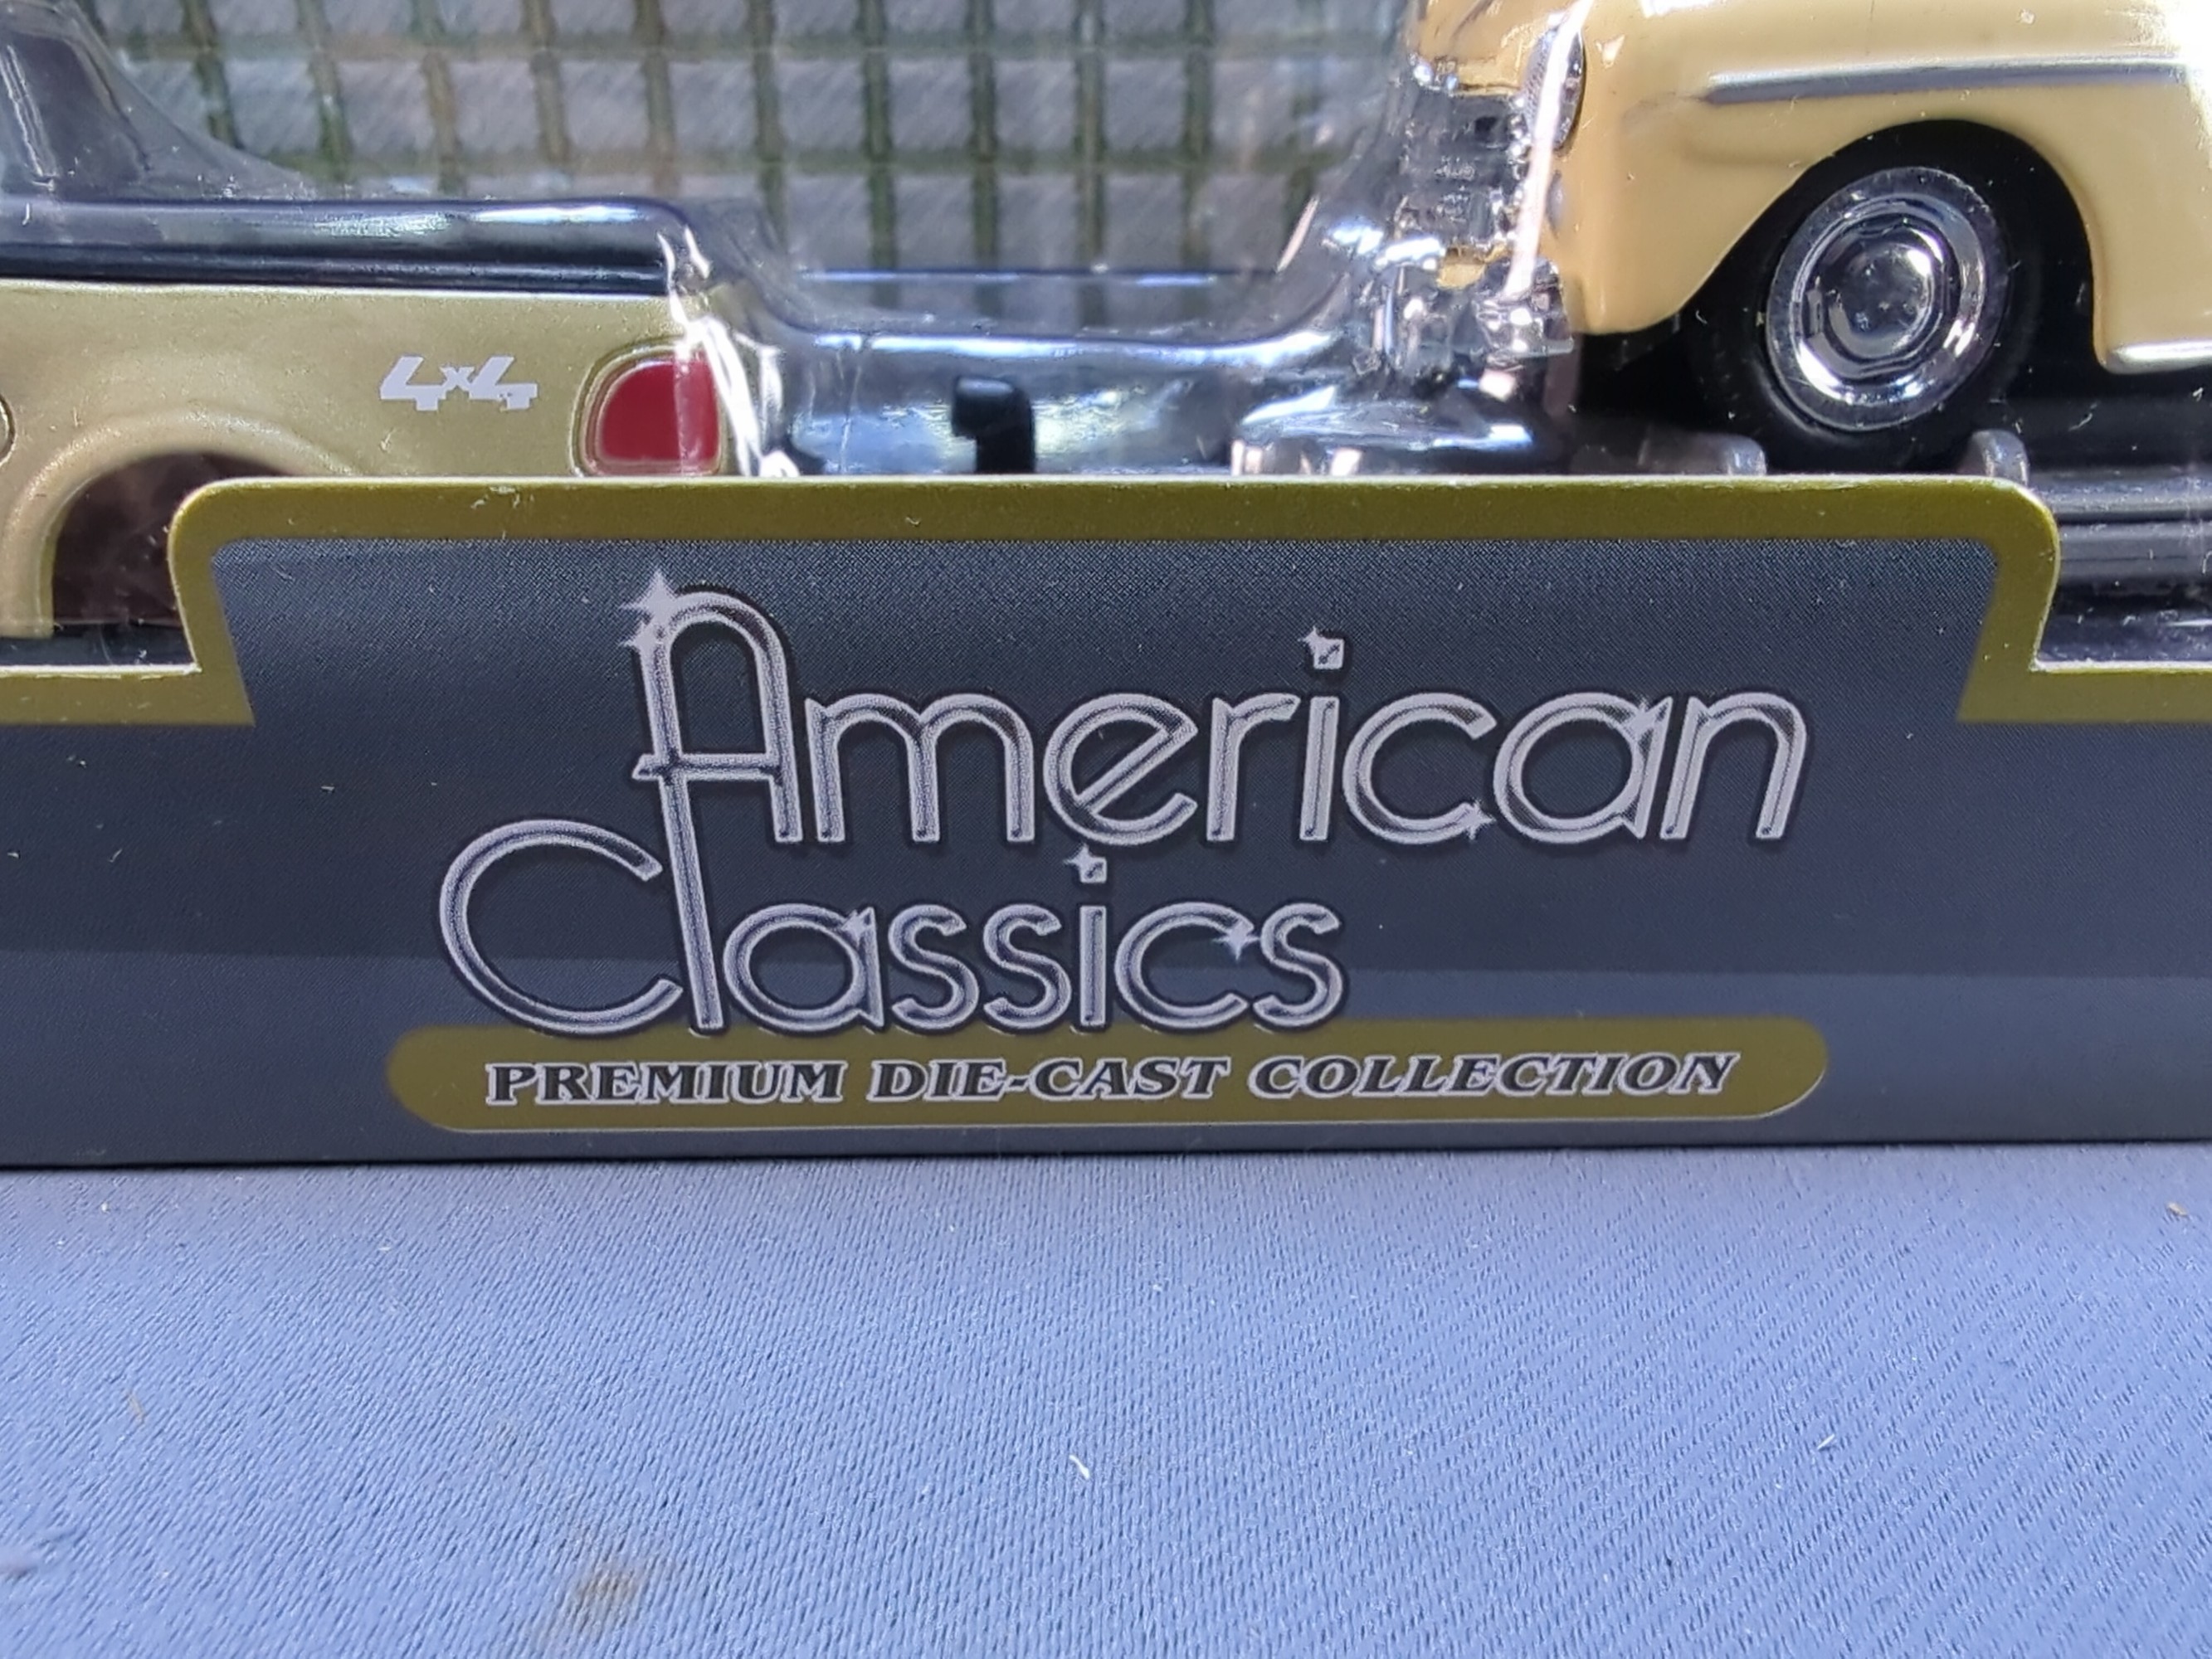 4x4
American
Classics
PREMIUM DIE-CAST COLLECTION